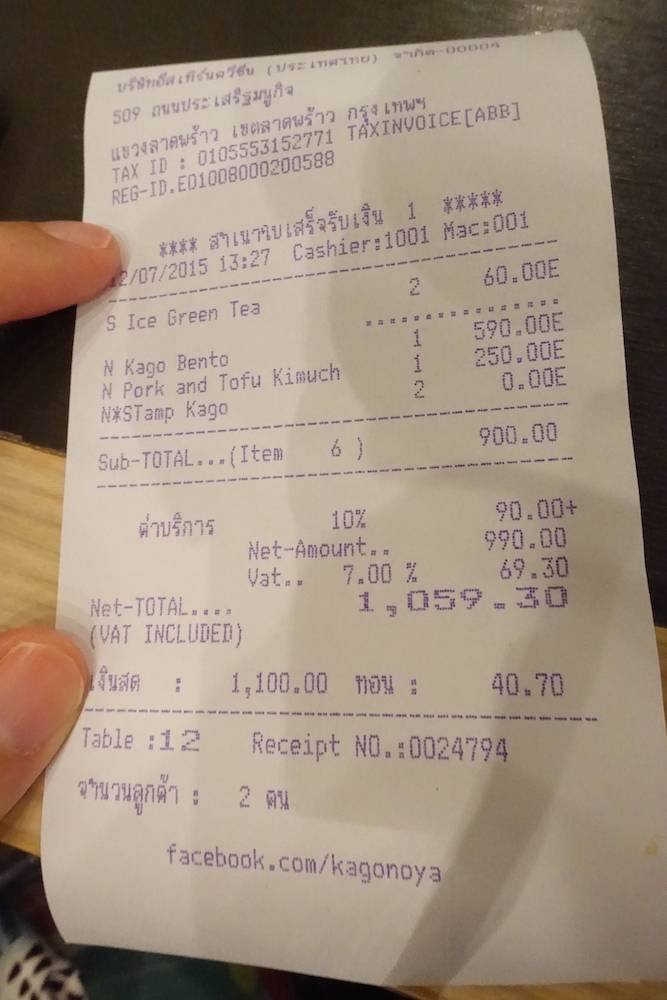 บริษัทอีสเทิร์นควีซีน (ประเทศไทย) จำกัด-00004
509 ถนนประเสริฐมนูกิจ
แขวงลาดพร้าว เขตลาดพร้าว กรุงเทพฯ
TAX ID : 0105553152771 TAXINVOICE[ABB]
REG-ID.E01008000200588
**** สำเนาใบเสร็จรับเงิน 1 *****
12/07/2015 13:27 Cashier:1001 Mac:001
S Ice Green Tea 2 60.00E
N Kago Bento 1 590.00E
N Pork and Tofu Kimuch 1 250.00E
N*STamp Kago 2 0.00E
Sub-TOTAL...(Item 6 ) 900.00
ค่าบริการ 10% 90.00+
Net-Amount.. 990.00
Vat.. 7.00 % 69.30
Net-TOTAL.... 1,059.30
(VAT INCLUDED)
เงินสด : 1,100.00 ทอน : 40.70
Table :12 Receipt NO.:0024794
จำนวนลูกค้า : 2 คน
facebook.com/kagonoya